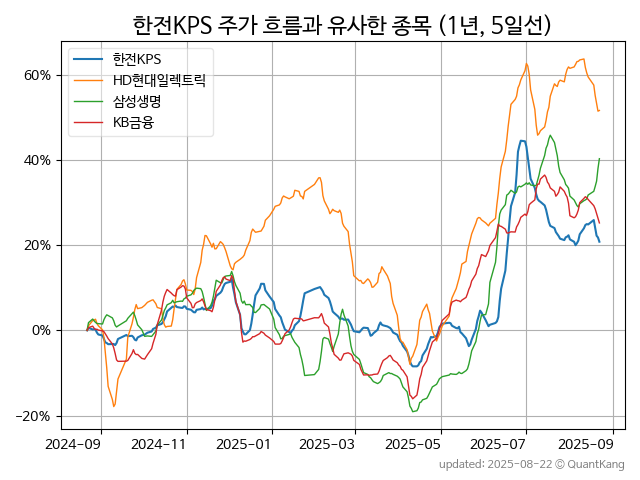 한전KPS 주가 흐름과 유사한 종목 (1년, 5일선)
한전KPS
HD현대일렉트릭
삼성생명
KB금융
60%
40%
20%
0%
−20%
2024-09 2024-11 2025-01 2025-03 2025-05 2025-07 2025-09
updated: 2025-08-22 © QuantKang